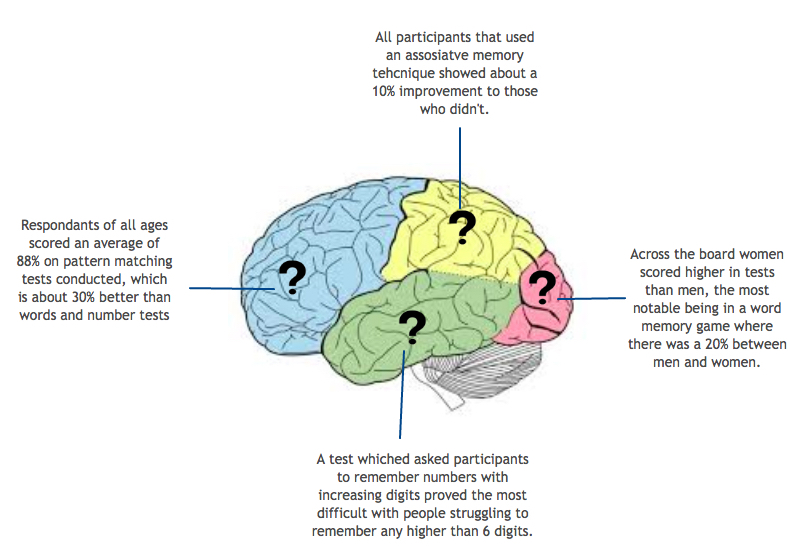 All participants that used
an assosiatve memory
tehcnique showed about a
10% improvement to those
who didn't.
Respondants of all ages
scored an average of
88% on pattern matching
tests conducted, which
is about 30% better than
words and number tests
?
?
?
?
Across the board women
scored higher in tests
than men, the most
notable being in a word
memory game where
there was a 20% between
men and women.
A test whiched asked participants
to remember numbers with
increasing digits proved the most
difficult with people struggling to
remember any higher than 6 digits.